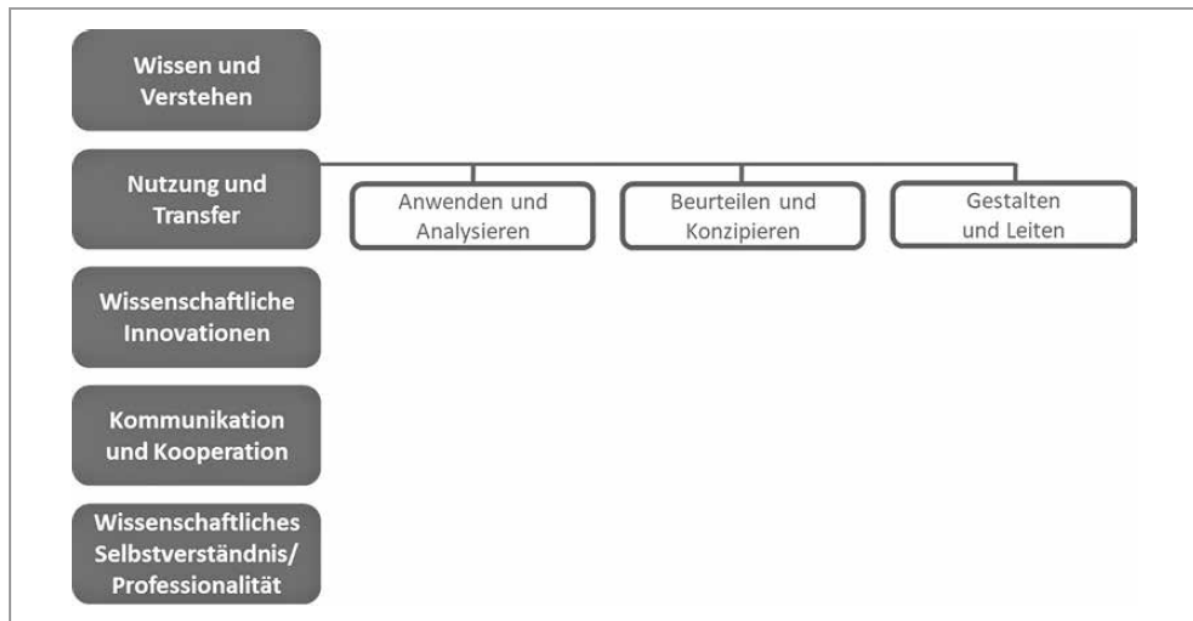 Wissen und
Verstehen
Nutzung und
Transfer
Anwenden und
Analysieren
Beurteilen und
Konzipieren
Gestalten
und Leiten
Wissenschaftliche
Innovationen
Kommunikation
und Kooperation
Wissenschaftliches
Selbstverständnis/
Professionalität